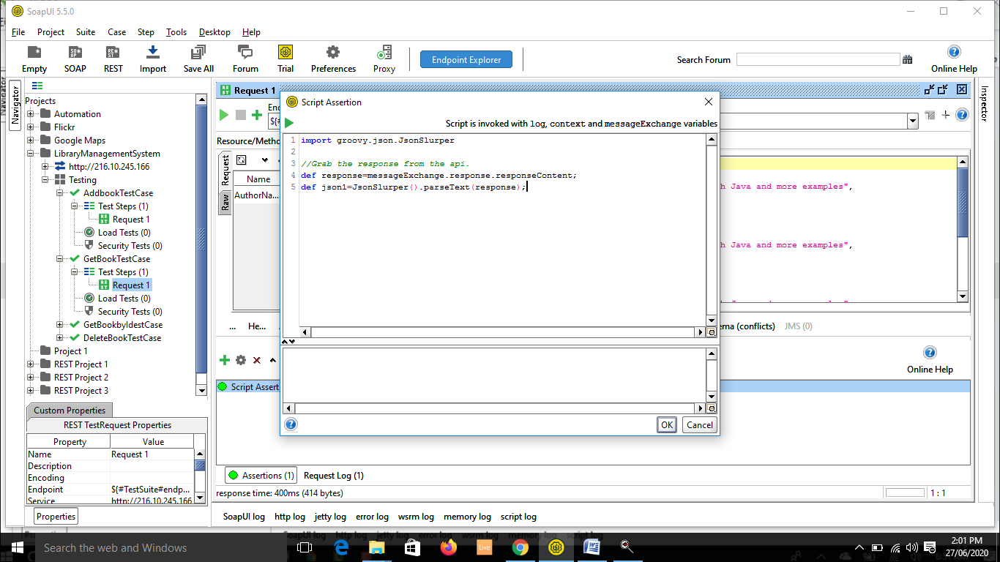 SoapUI 5.5.0
File Project Suite Case Step Tools Desktop Help
Empty SOAP REST Import Save All Forum Trial Preferences Proxy Endpoint Explorer Search Forum Online Help
Navigator
Projects
Automation
Flickr
Google Maps
LibraryManagementSystem
http://216.10.245.166
Testing
AddbookTestCase
Test Steps (1)
Request 1
Load Tests (0)
Security Tests (0)
GetBookTestCase
Test Steps (1)
Request 1
Load Tests (0)
Security Tests (0)
GetBookbyIdestCase
DeleteBookTestCase
Project 1
REST Project 1
REST Project 2
REST Project 3
Custom Properties
REST TestRequest Properties
Property Value
Name Request 1
Description
Encoding
Endpoint ${#TestSuite#endp...
Service http://216.10.245.166
Properties
Request 1
En
${#
Resource/Metho
Request
Raw
Name
AuthorNa...
... He...
Script Assertion
Script is invoked with log, context and messageExchange variables
1 import groovy.json.JsonSlurper
2
3 //Grab the response from the api.
4 def response=messageExchange.response.responseContent;
5 def json1=JsonSlurper().parseText(response);
OK Cancel
h Java and more examples",
h Java and more examples",
ema (conflicts) JMS (0)
Online Help
Inspector
Script Assert
Assertions (1) Request Log (1)
response time: 400ms (414 bytes)
1 : 1
SoapUI log http log jetty log error log wsrm log memory log script log
Search the web and Windows
Live
2:01 PM
27/06/2020